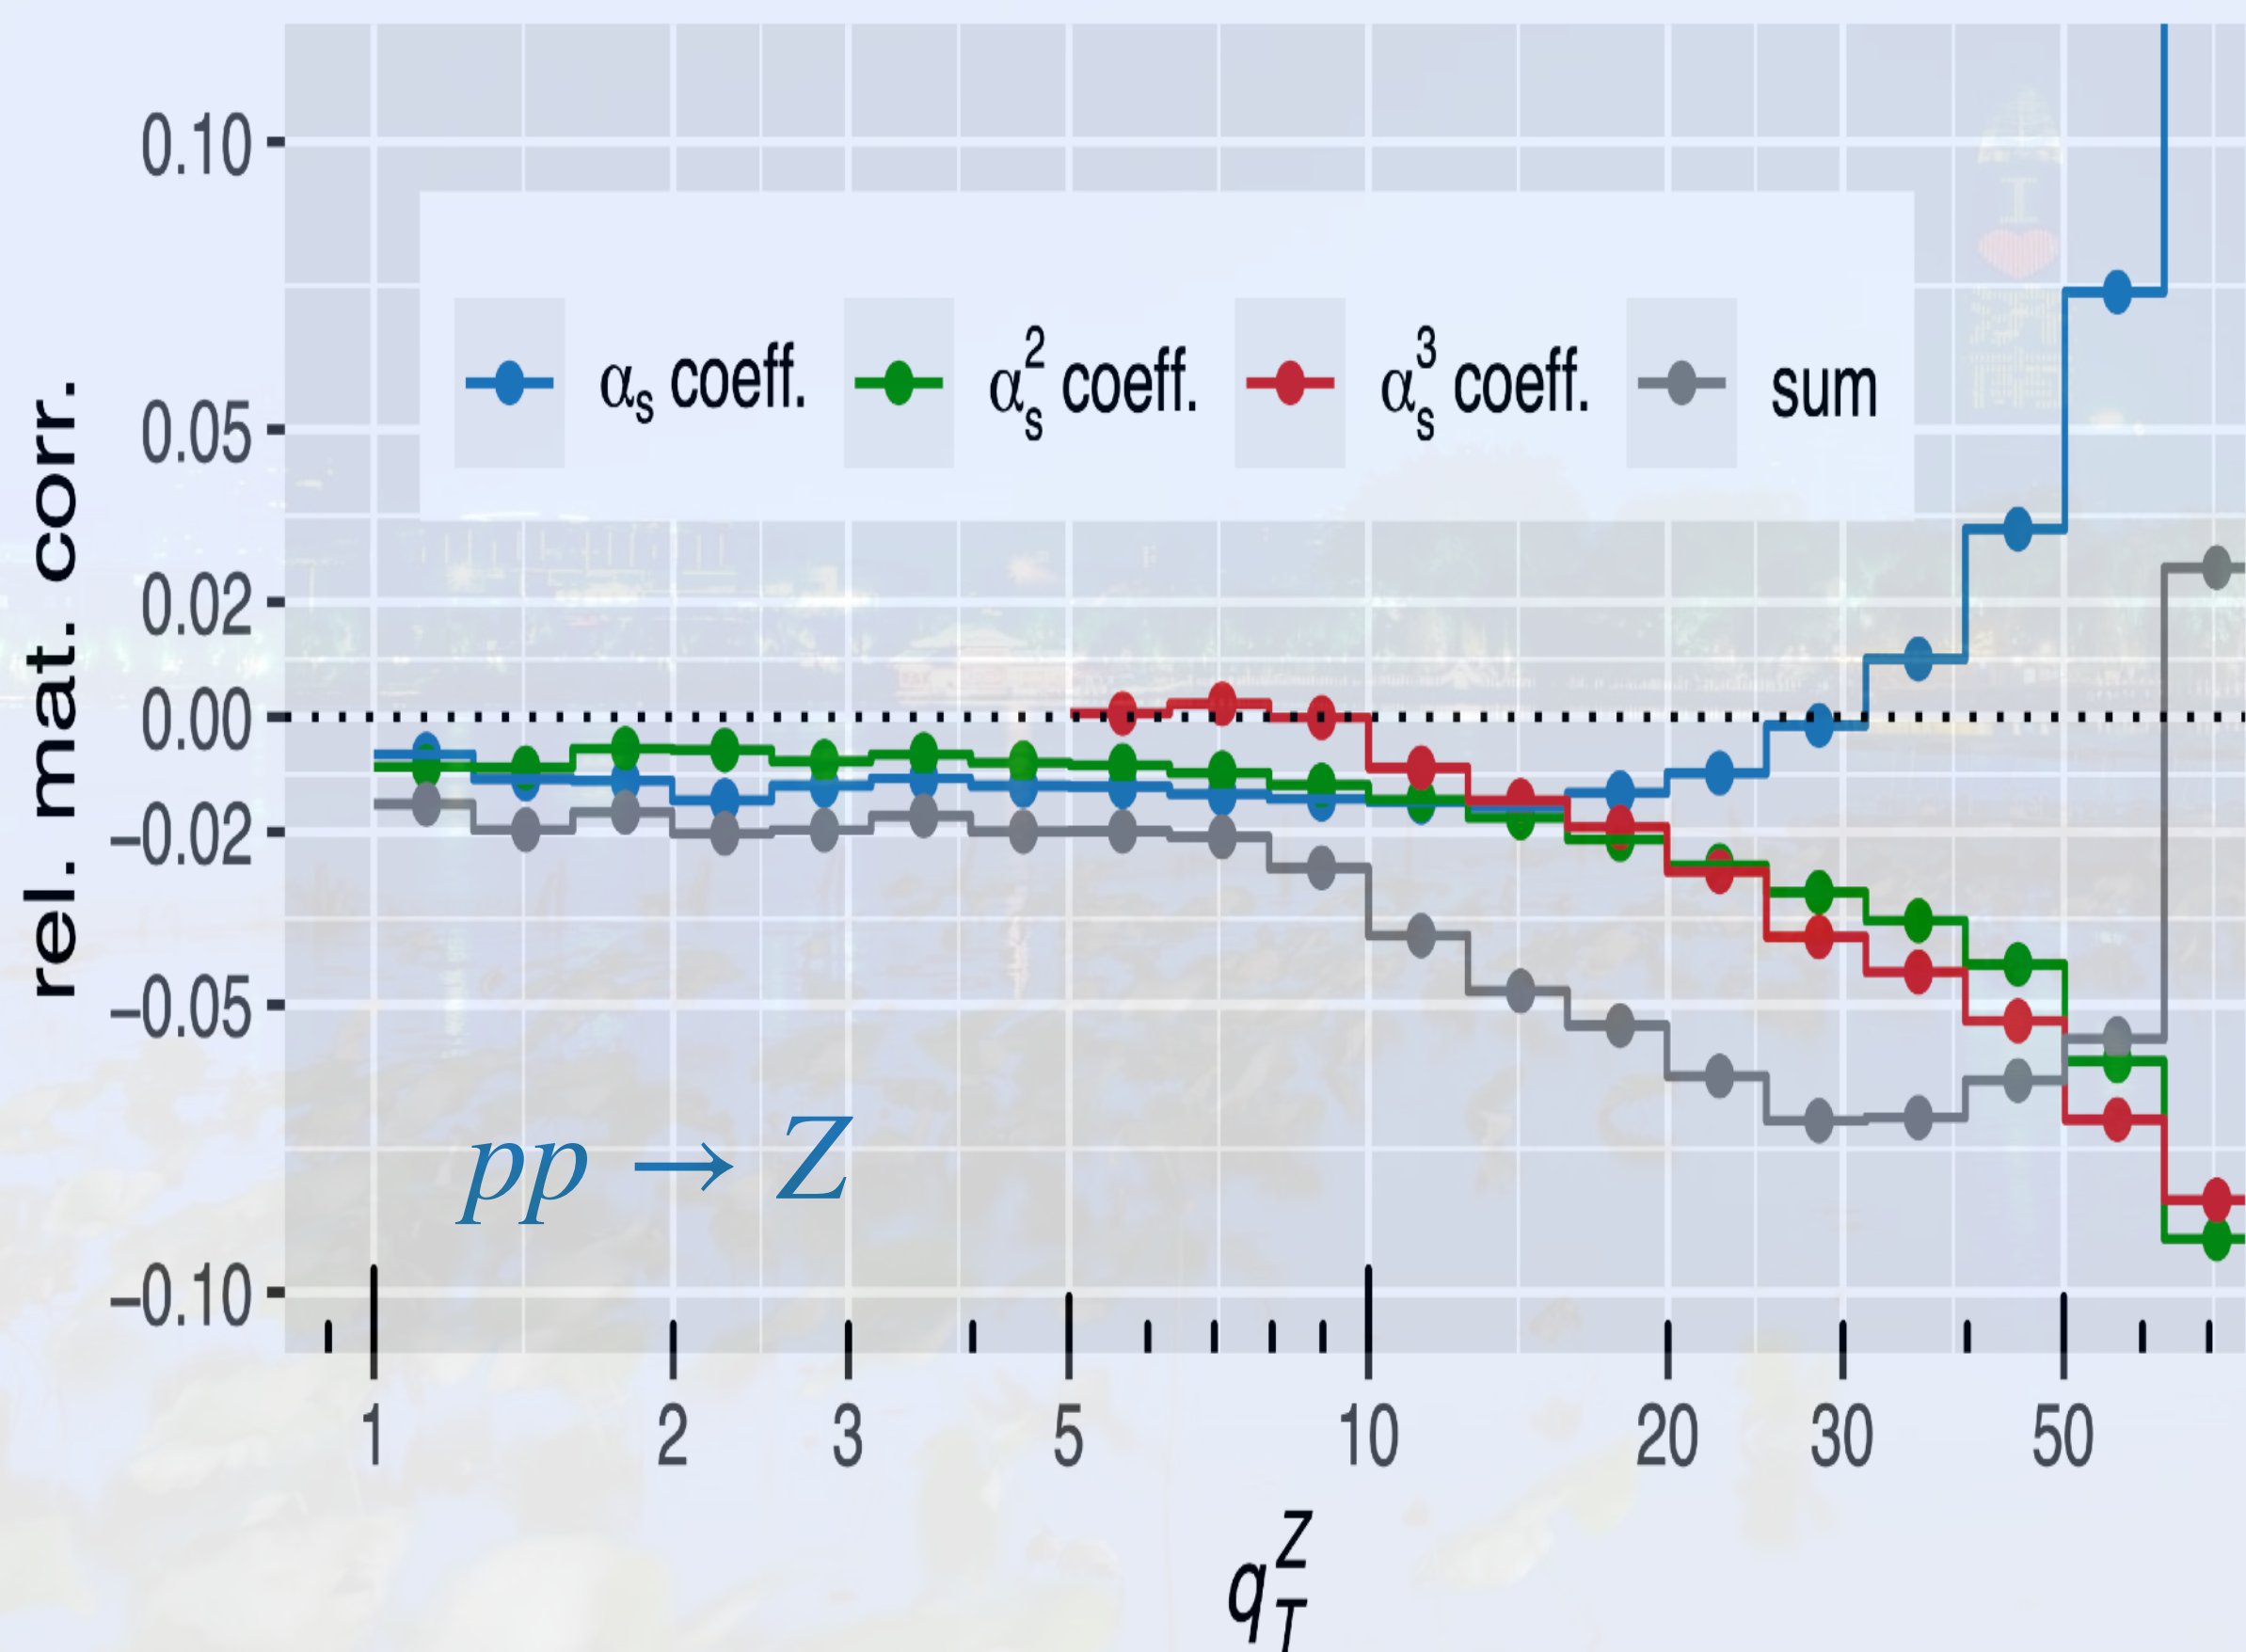 rel. mat. corr.
0.10
0.05
0.02
0.00
−0.02
−0.05
−0.10
αs coeff. αs² coeff. αs³ coeff. sum
I
pp → Z
1 2 3 5 10 20 30 50
q_T^Z